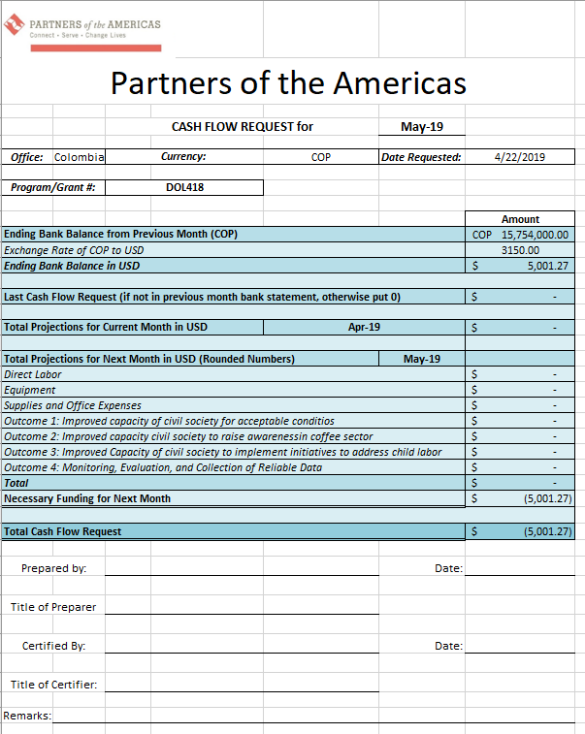 PARTNERS of the AMERICAS
Connect • Serve • Change Lives
Partners of the Americas
CASH FLOW REQUEST for May-19
Office: Colombia Currency: COP Date Requested: 4/22/2019
Program/Grant #: DOL418
Amount
Ending Bank Balance from Previous Month (COP) COP 15,754,000.00
Exchange Rate of COP to USD 3150.00
Ending Bank Balance in USD $ 5,001.27
Last Cash Flow Request (if not in previous month bank statement, otherwise put 0) $ -
Total Projections for Current Month in USD Apr-19 $ -
Total Projections for Next Month in USD (Rounded Numbers) May-19
Direct Labor $ -
Equipment $ -
Supplies and Office Expenses $ -
Outcome 1: Improved capacity of civil society for acceptable conditios $ -
Outcome 2: Improved capacity civil society to raise awarenessin coffee sector $ -
Outcome 3: Improved Capacity of civil society to implement initiatives to address child labor $ -
Outcome 4: Monitoring, Evaluation, and Collection of Reliable Data $ -
Total $ -
Necessary Funding for Next Month $ (5,001.27)
Total Cash Flow Request $ (5,001.27)
Prepared by: Date:
Title of Preparer
Certified By: Date:
Title of Certifier:
Remarks: